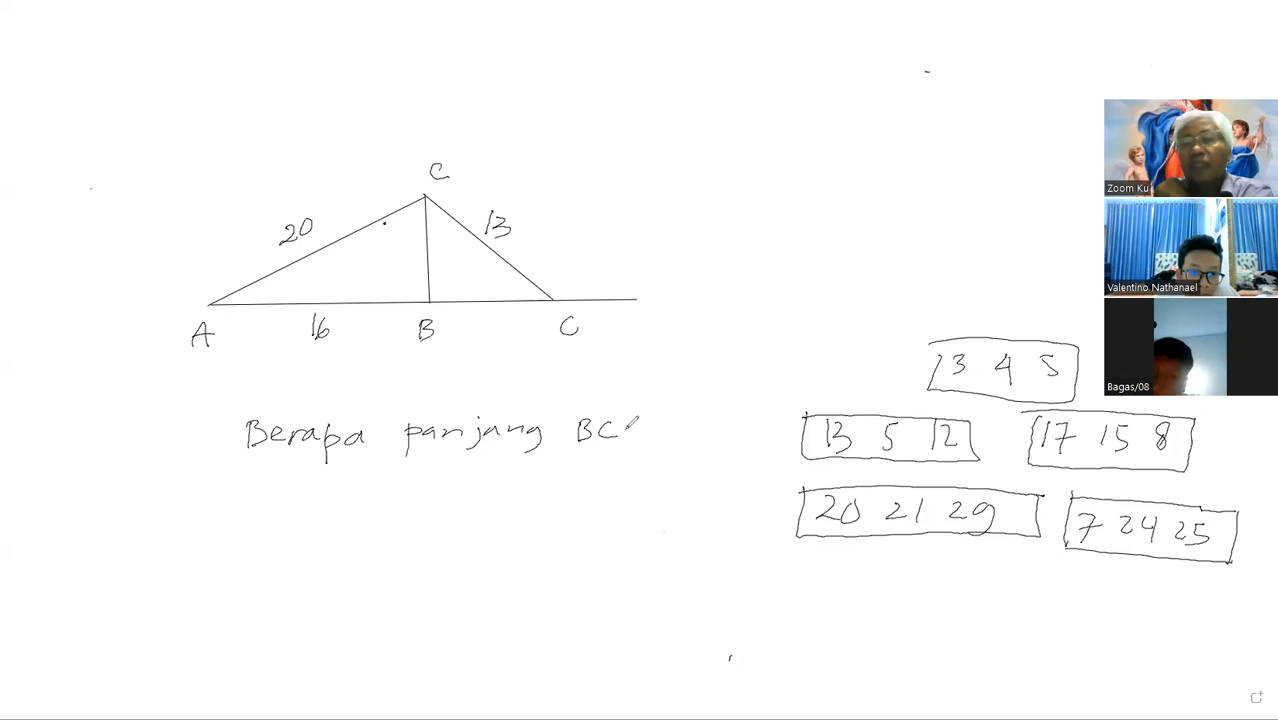 C
20
13
A
16
B
C
Berapa panjang BC
3 4 5
13 5 12
17 15 8
20 21 29
7 24 25
Zoom Ku
Valentino Nathanael
Bagas/08